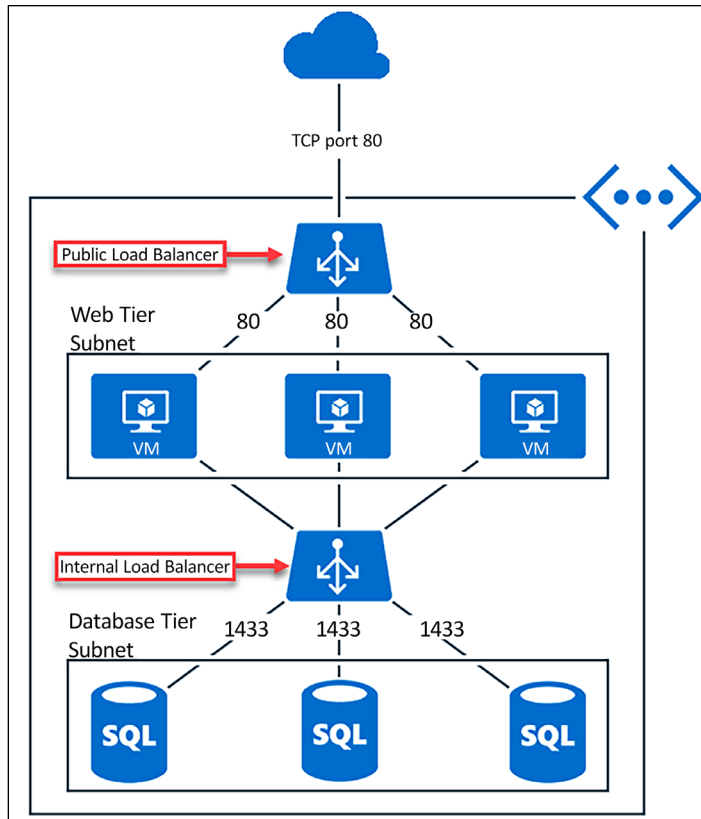 TCP port 80
Public Load Balancer
Web Tier
Subnet
80 80 80
VM VM VM
Internal Load Balancer
Database Tier
Subnet
1433 1433 1433
SQL SQL SQL